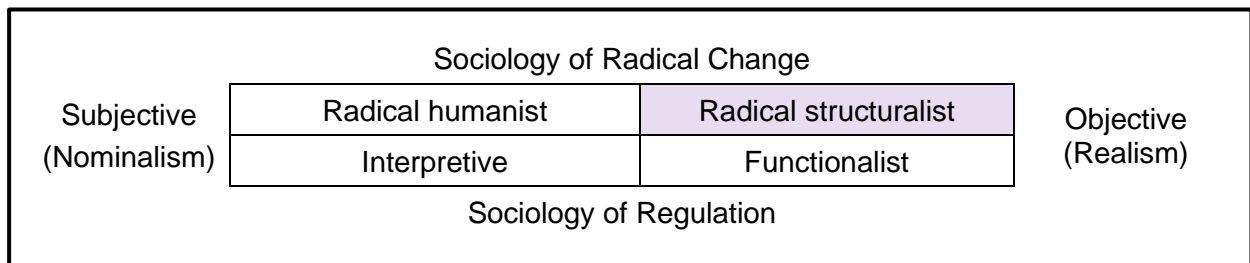 Sociology of Radical Change
Subjective
(Nominalism)
Radical humanist
Radical structuralist
Interpretive
Functionalist
Objective
(Realism)
Sociology of Regulation